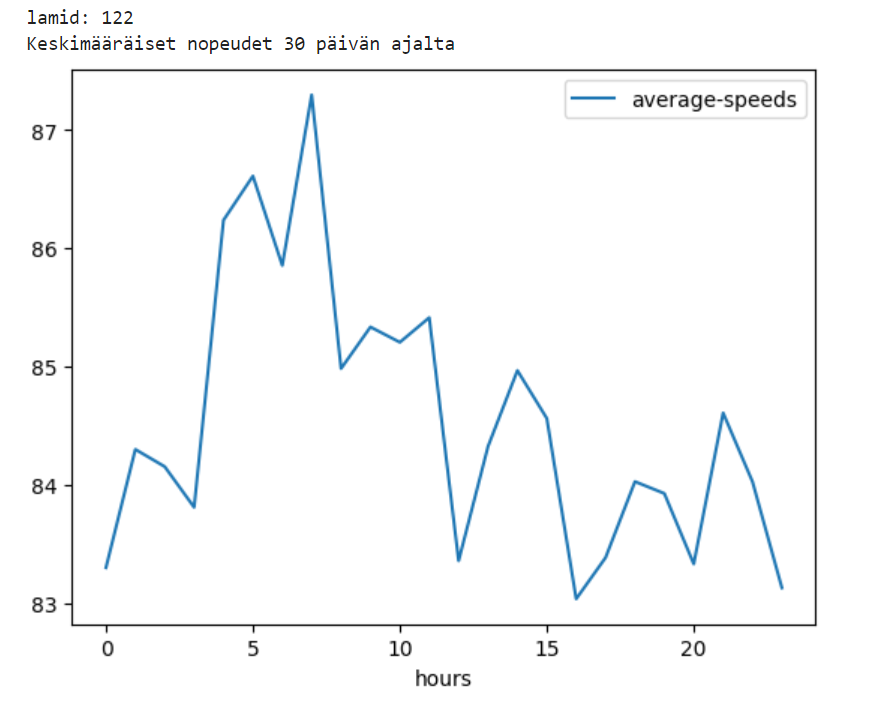 lamid: 122
Keskimääräiset nopeudet 30 päivän ajalta
average-speeds
87
86
85
84
83
0 5 10 15 20
hours